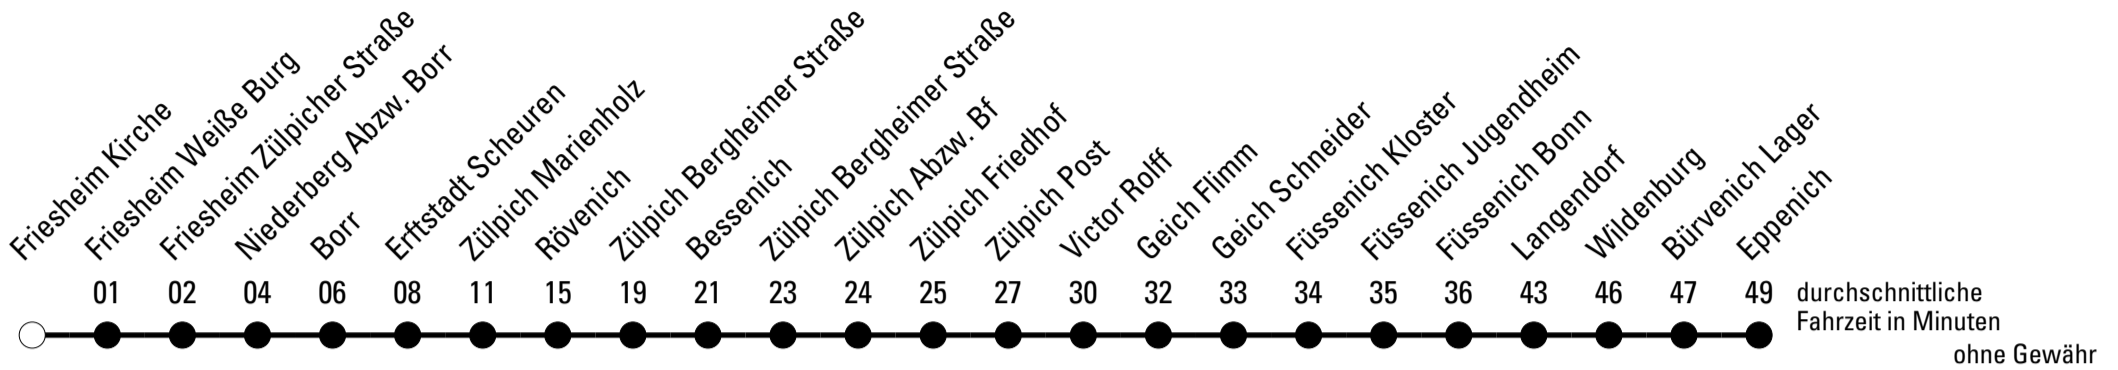 Friesheim Kirche
Friesheim Weiße Burg
Friesheim Zülpicher Straße
Niederberg Abzw. Borr
Borr
Erftstadt Scheuren
Zülpich Marienholz
Rövenich
Zülpich Bergheimer Straße
Bessenich
Zülpich Bergheimer Straße
Zülpich Abzw. Bf
Zülpich Friedhof
Zülpich Post
Victor Rolff
Geich Flimm
Geich Schneider
Füssenich Kloster
Füssenich Jugendheim
Füssenich Bonn
Langendorf
Wildenburg
Bürvenich Lager
Eppenich
01 02 04 06 08 11 15 19 21 23 24 25 27 30 32 33 34 35 36 43 46 47 49 durchschnittliche
Fahrzeit in Minuten
ohne Gewähr